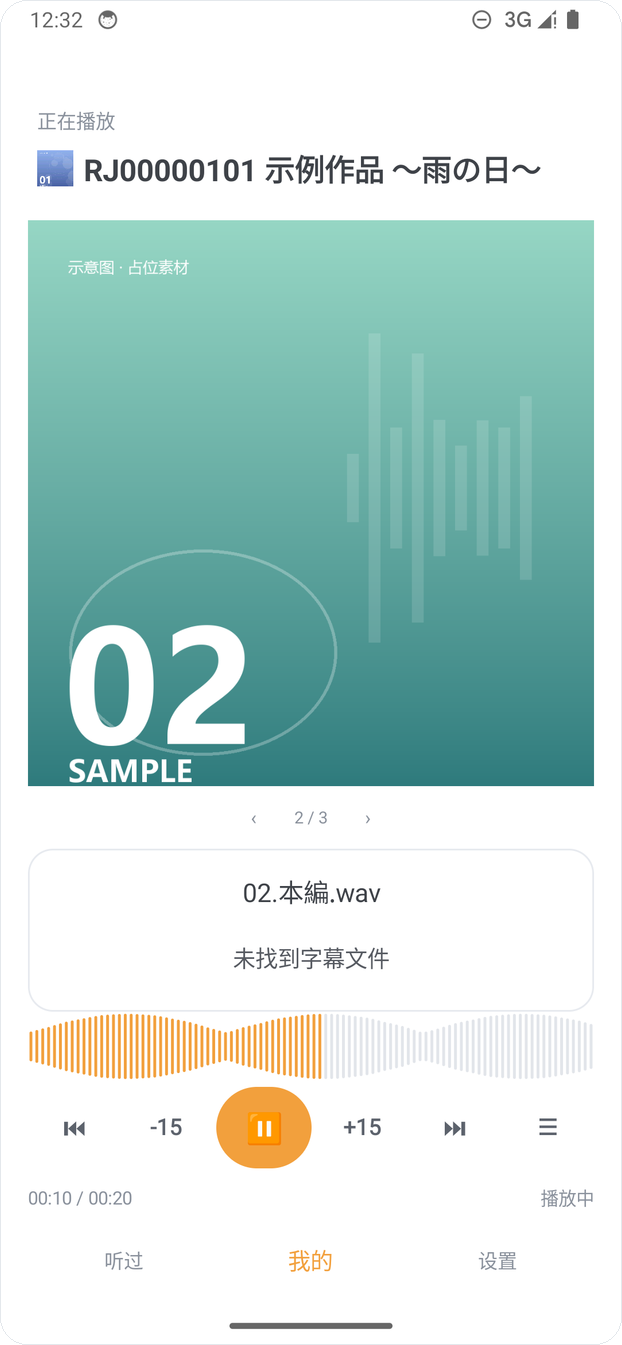 12:32 3G
正在播放
01
RJ00000101 示例作品 〜雨の日〜
示意图 · 占位素材
02
SAMPLE
‹ 2 / 3 ›
02.本編.wav
未找到字幕文件
-15 +15
00:10 / 00:20 播放中
听过 我的 设置